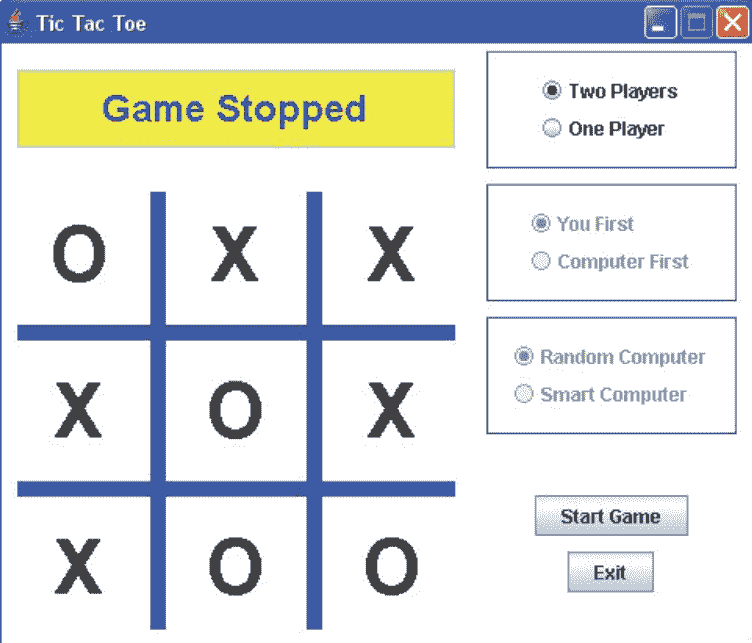 Tic Tac Toe
Game Stopped
Two Players
One Player
You First
Computer First
Random Computer
Smart Computer
Start Game
Exit
O X X
X O X
X O O